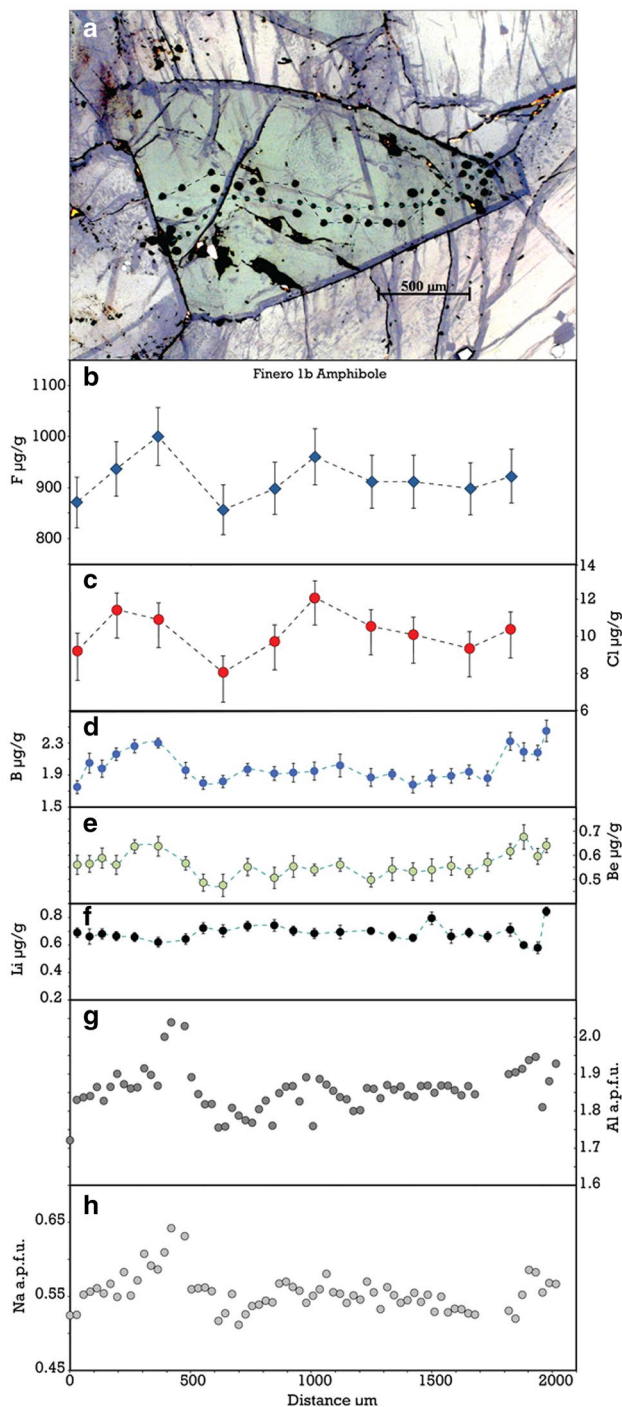 a
500 µm
b
Finero 1b Amphibole
1100
1000
900
800
F µg/g
c
14
12
10
8
6
Cl µg/g
d
2.3
1.9
1.5
B µg/g
e
0.7
0.6
0.5
Be µg/g
f
0.8
0.6
0.4
0.2
Li µg/g
g
2.0
1.9
1.8
1.7
1.6
Al a.p.f.u.
h
0.65
0.55
0.45
Na a.p.f.u.
0 500 1000 1500 2000
Distance um